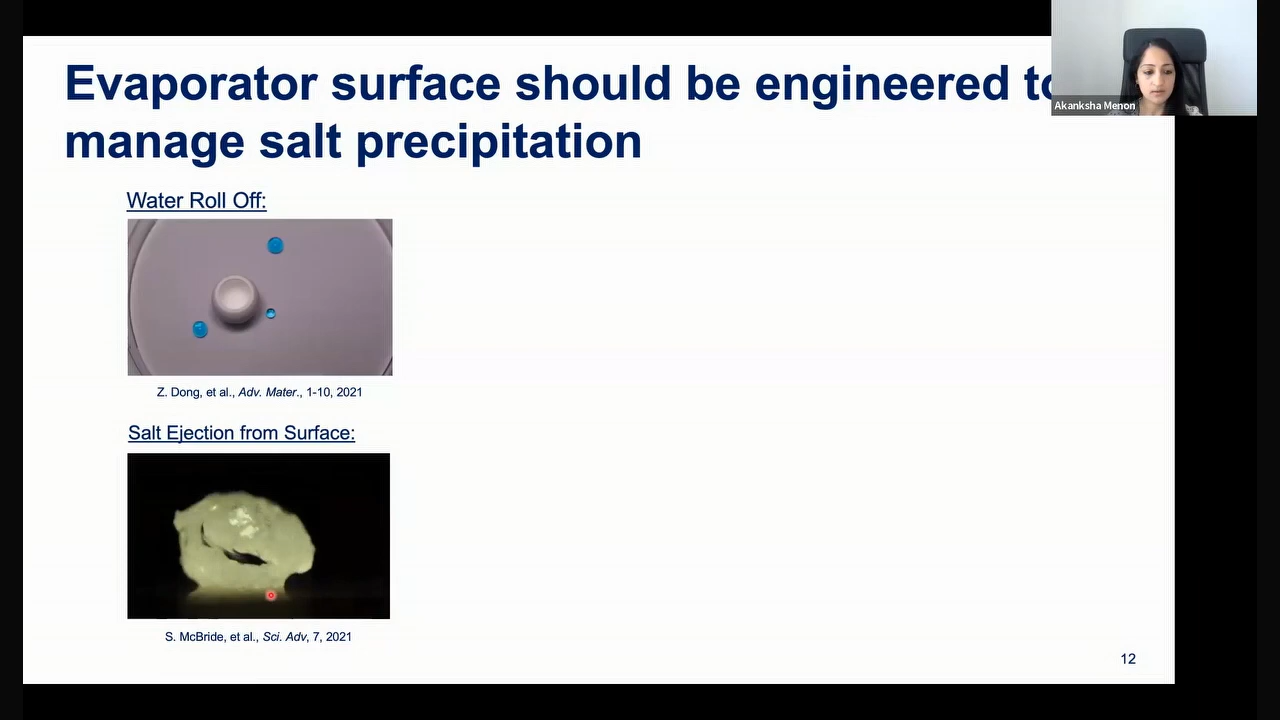 Evaporator surface should be engineered to
manage salt precipitation
Akanksha Menon
Water Roll Off:
Z. Dong, et al., Adv. Mater., 1-10, 2021
Salt Ejection from Surface:
S. McBride, et al., Sci. Adv, 7, 2021
12